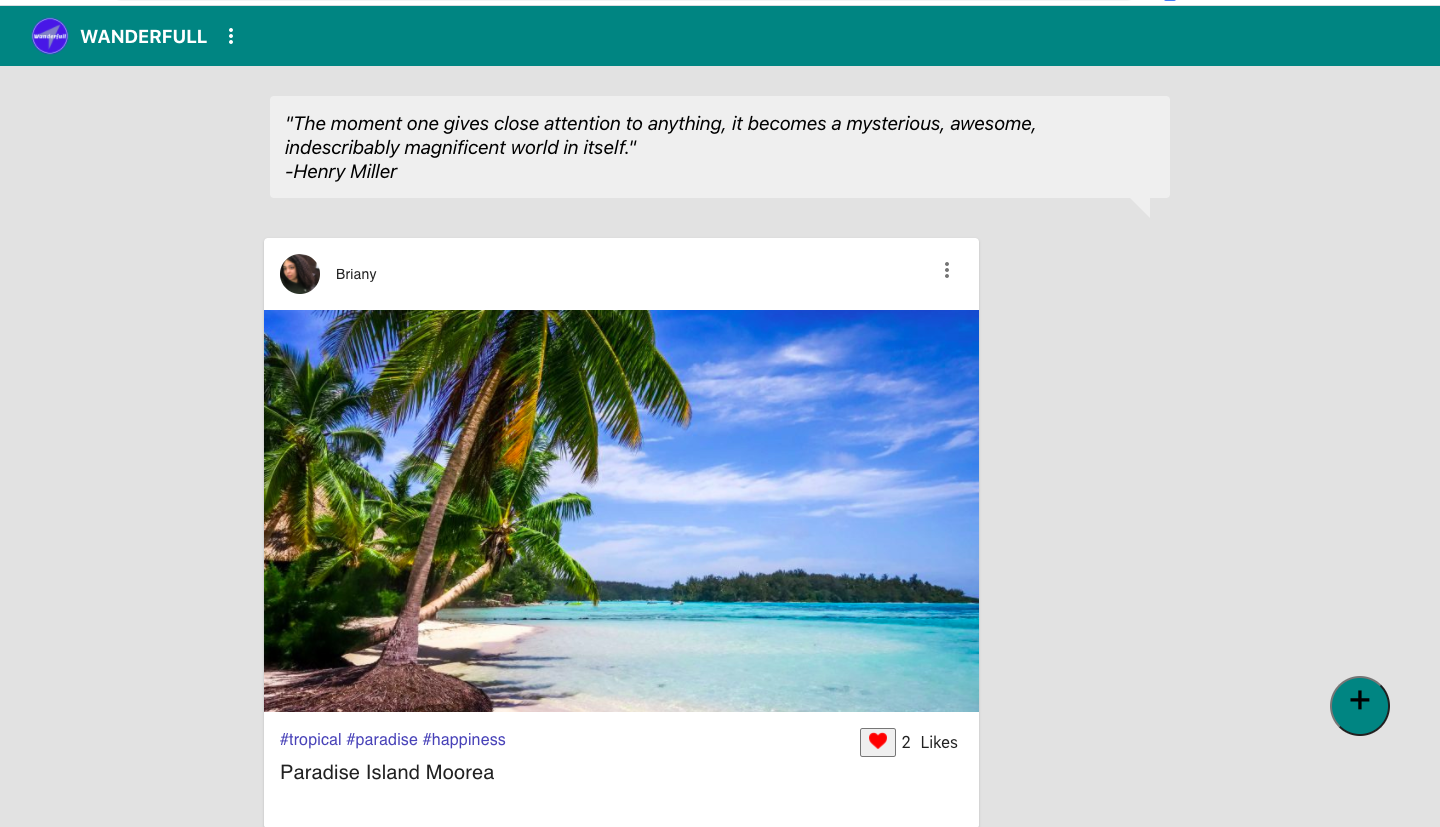 wanderfull
WANDERFULL
"The moment one gives close attention to anything, it becomes a mysterious, awesome,
indescribably magnificent world in itself."
-Henry Miller
Briany
#tropical #paradise #happiness
2 Likes
Paradise Island Moorea